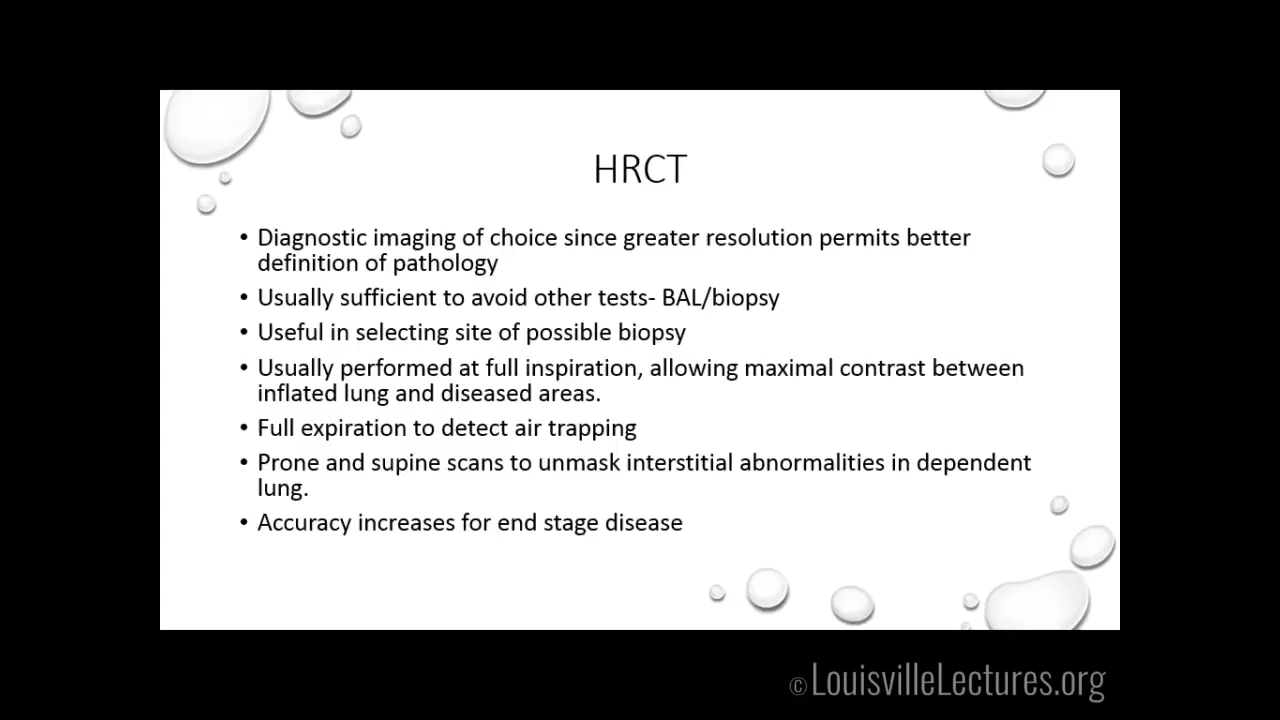 HRCT
• Diagnostic imaging of choice since greater resolution permits better
definition of pathology
• Usually sufficient to avoid other tests- BAL/biopsy
• Useful in selecting site of possible biopsy
• Usually performed at full inspiration, allowing maximal contrast between
inflated lung and diseased areas.
• Full expiration to detect air trapping
• Prone and supine scans to unmask interstitial abnormalities in dependent
lung.
• Accuracy increases for end stage disease
© LouisvilleLectures.org